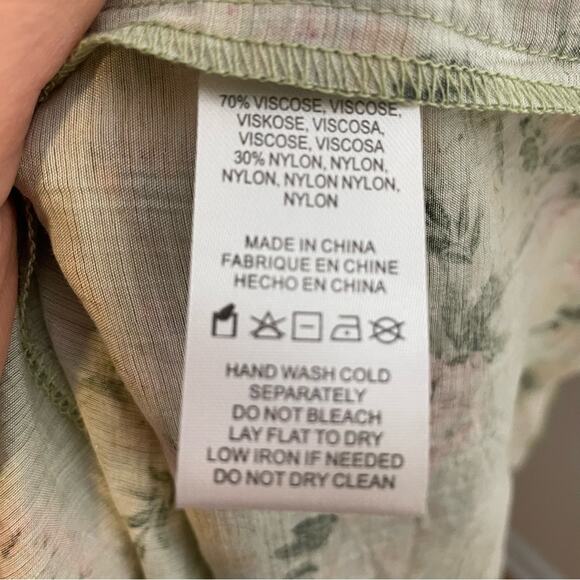 70% VISCOSE, VISCOSE,
VISKOSE, VISCOSA,
VISCOSE, VISCOSA
30% NYLON, NYLON,
NYLON, NYLON NYLON,
NYLON
MADE IN CHINA
FABRIQUE EN CHINE
HECHO EN CHINA
HAND WASH COLD
SEPARATELY
DO NOT BLEACH
LAY FLAT TO DRY
LOW IRON IF NEEDED
DO NOT DRY CLEAN